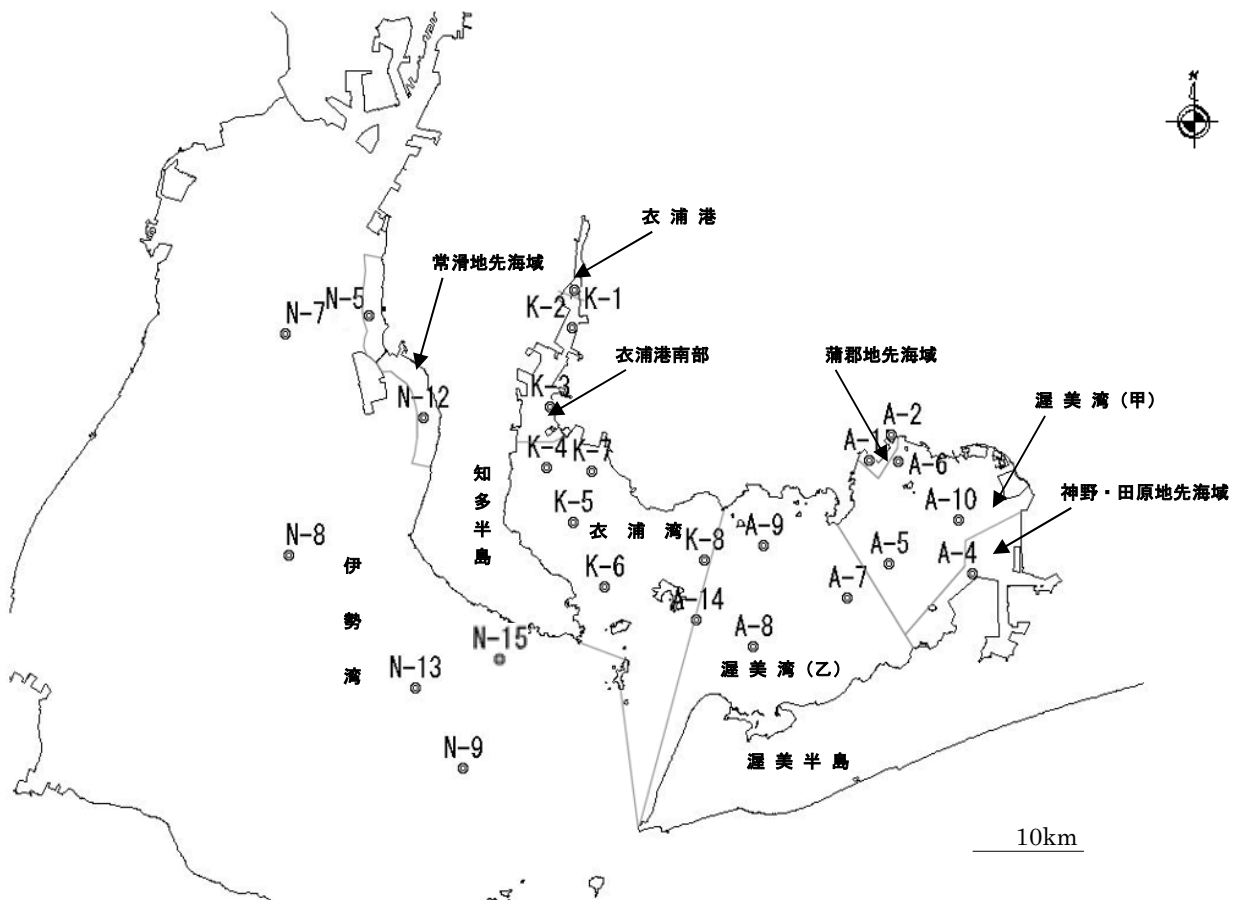 N
衣 浦 港
常滑地先海域
K-2
K-1
N-7
N-5
衣浦港南部
蒲郡地先海域
K-3
N-12
渥 美 湾 (甲)
A-2
A-1
A-6
K-4
K-7
知多半島
神野・田原地先海域
A-10
K-5
衣 浦 湾
A-9
N-8
K-8
A-5
A-4
伊勢湾
K-6
A-7
A-14
A-8
N-15
N-13
渥 美 湾 (乙)
N-9
渥 美 半 島
10km